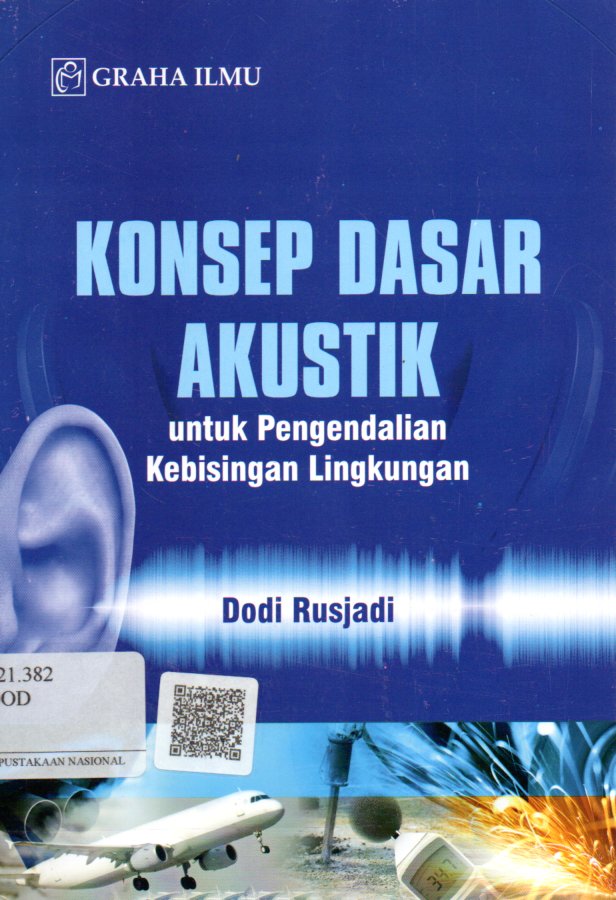 GRAHA ILMU
KONSEP DASAR
AKUSTIK
untuk Pengendalian
Kebisingan Lingkungan
Dodi Rusjadi
21.382
OD
PUSTAKAAN NASIONAL